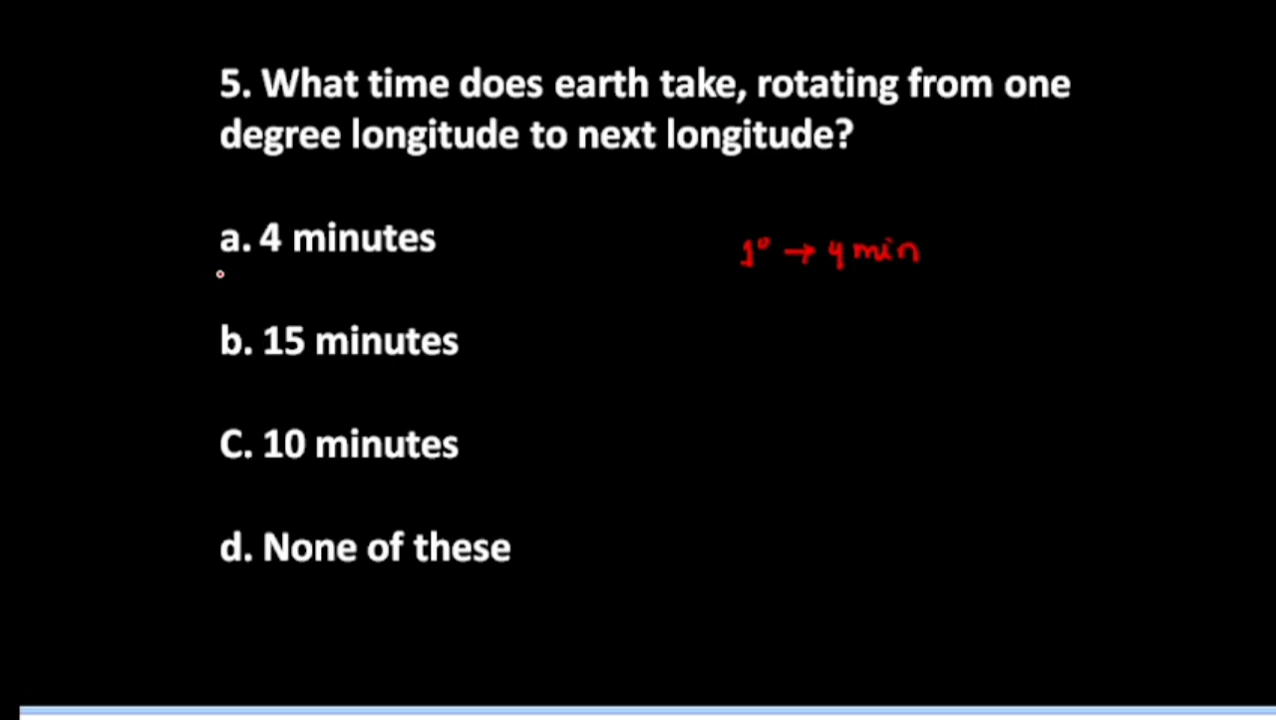 5. What time does earth take, rotating from one
degree longitude to next longitude?
a. 4 minutes
1° → 4 min
b. 15 minutes
C. 10 minutes
d. None of these